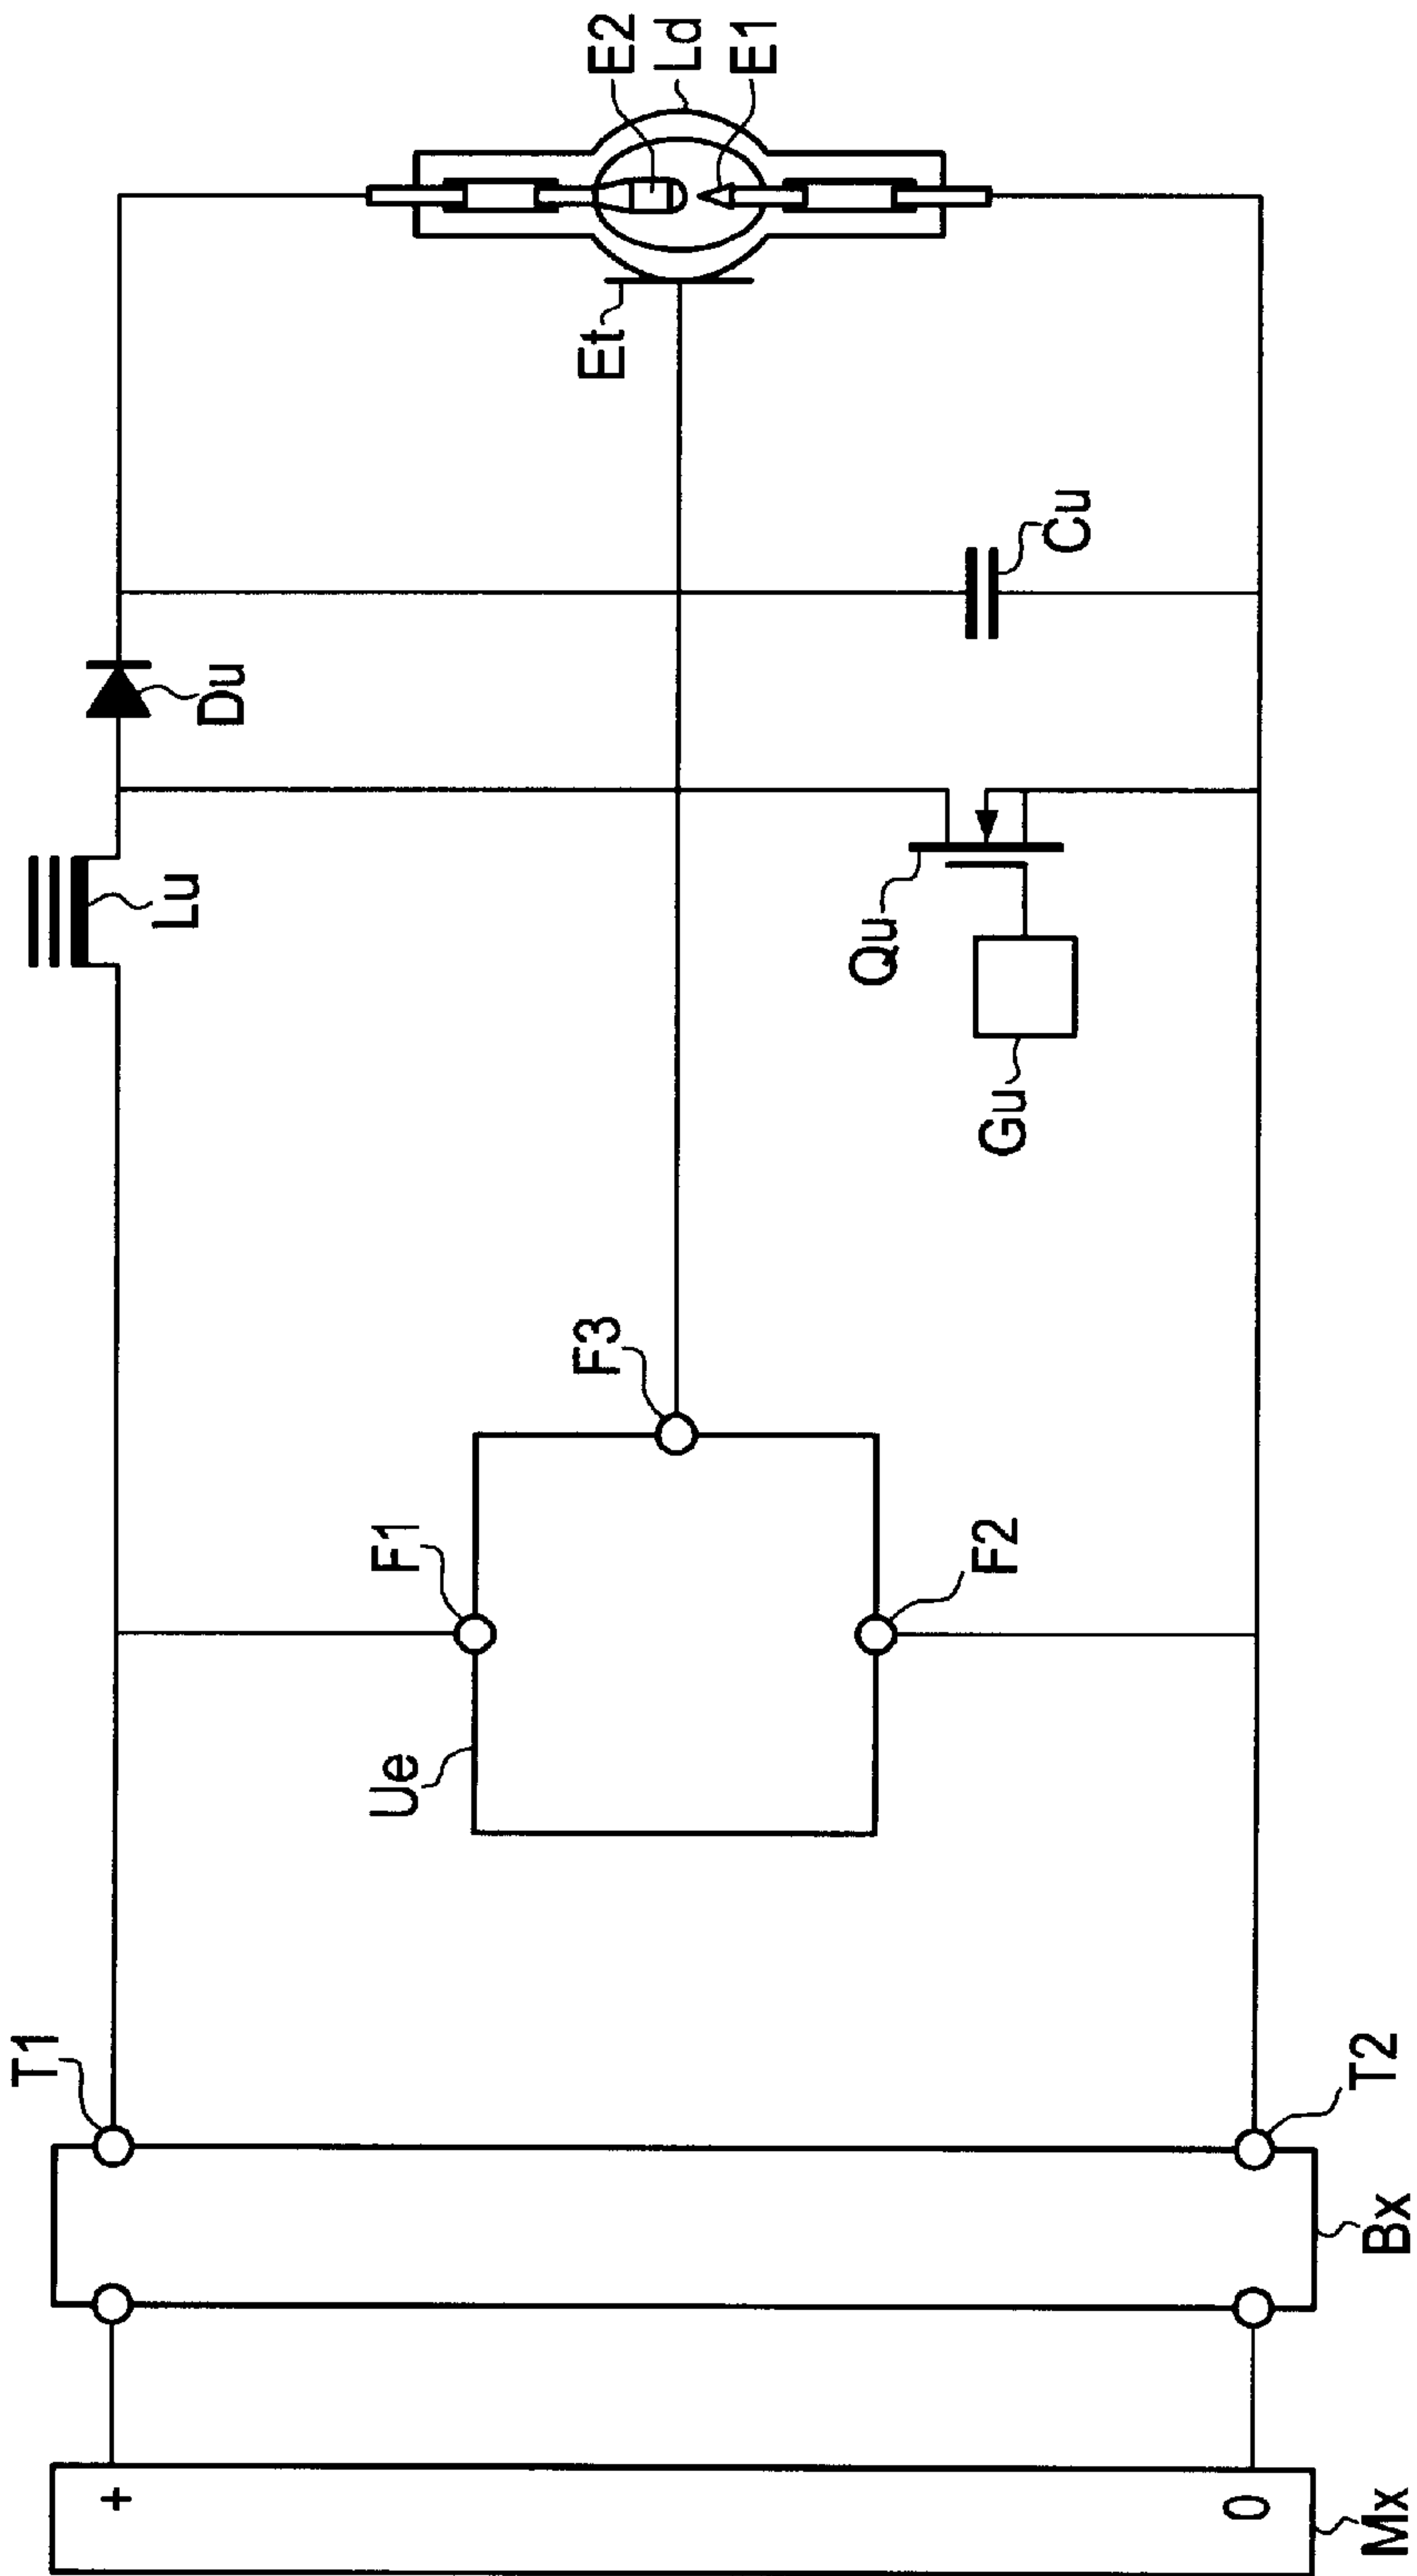 E2
Ld
E1
Et
Cu
Du
Lu
Qu
Gu
F3
F1
F2
Ue
T1
T2
Bx
+
0
Mx